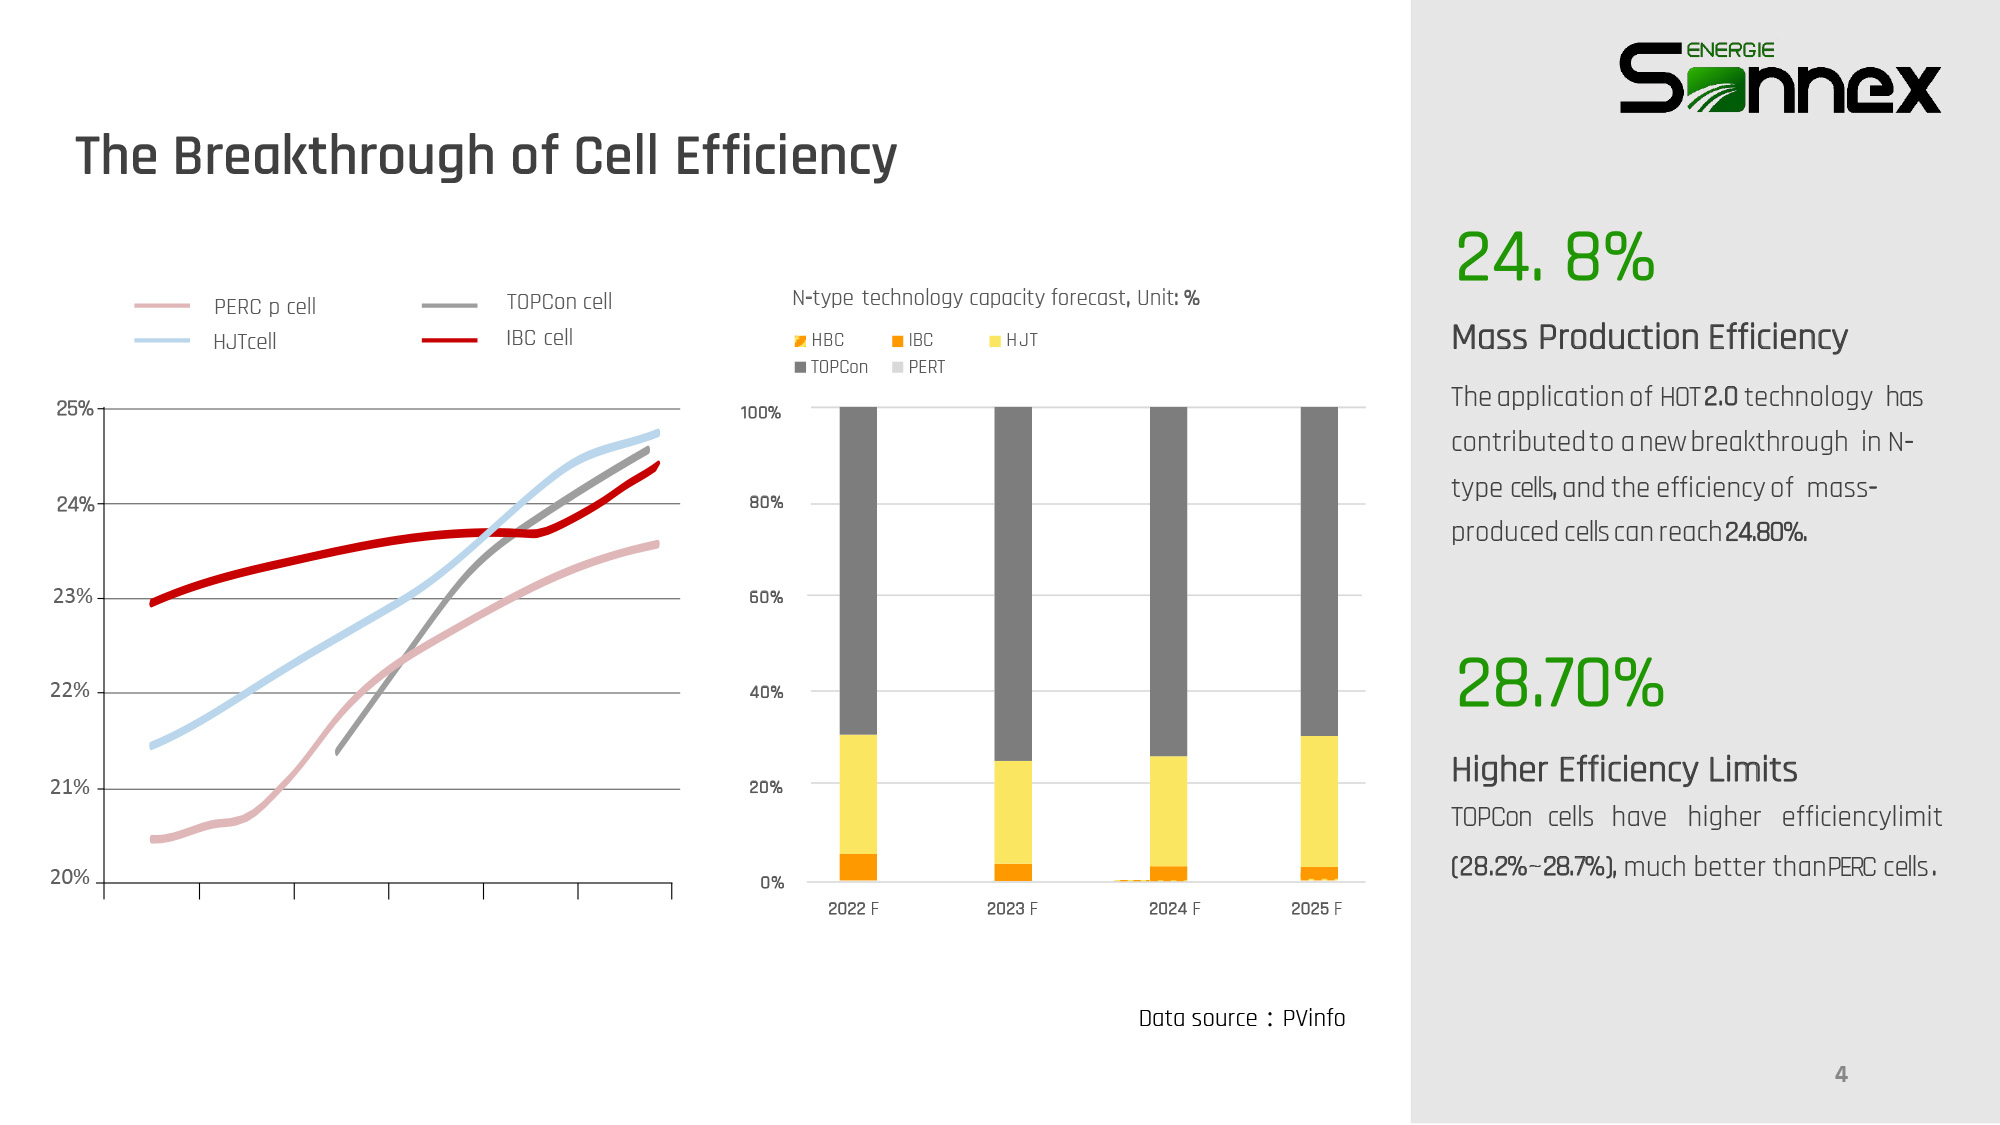 ENERGIE
Sonnex
The Breakthrough of Cell Efficiency
PERC p cell
TOPCon cell
HJTcell
IBC cell
25%
24%
23%
22%
21%
20%
N-type technology capacity forecast, Unit: %
HBC IBC HJT
TOPCon PERT
100%
80%
60%
40%
20%
0%
2022 F 2023 F 2024 F 2025 F
Data source：PVinfo
24. 8%
Mass Production Efficiency
The application of HOT 2.0 technology has
contributed to a new breakthrough in N-
type cells, and the efficiency of mass-
produced cells can reach 24.80%.
28.70%
Higher Efficiency Limits
TOPCon cells have higher efficiencylimit
(28.2%~28.7%), much better thanPERC cells.
4